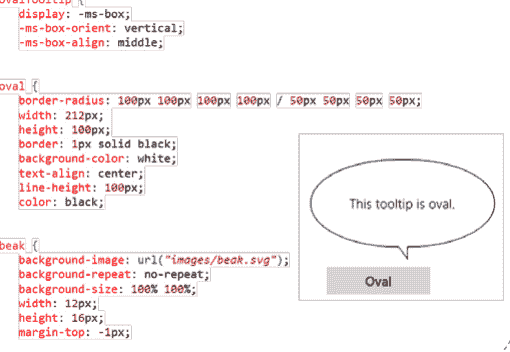 ovalTooltip {
display: -ms-box;
-ms-box-orient: vertical;
-ms-box-align: middle;
oval {
border-radius: 100px 100px 100px 100px / 50px 50px 50px 50px;
width: 212px;
height: 100px;
border: 1px solid black;
background-color: white;
text-align: center;
line-height: 100px;
color: black;
beak {
background-image: url("images/beak.svg");
background-repeat: no-repeat;
background-size: 100% 100%;
width: 12px;
height: 16px;
margin-top: -1px;
This tooltip is oval.
Oval